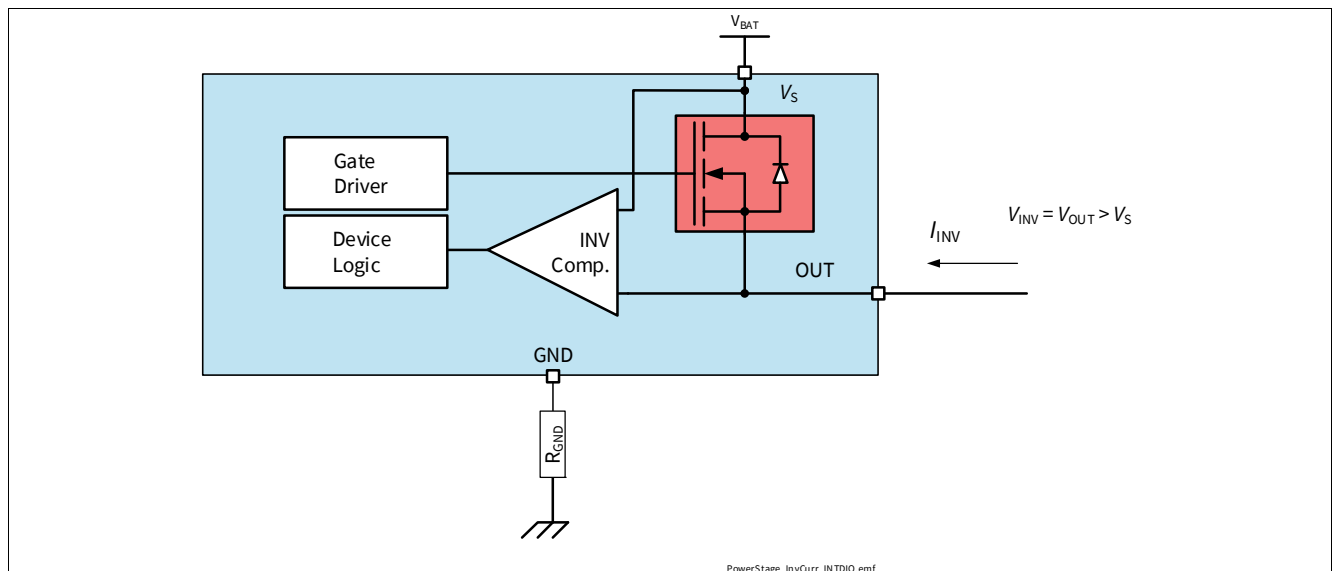 VBAT
VS
Gate
Driver
Device
Logic
INV
Comp.
OUT
IINV
VINV = VOUT > VS
GND
RGND
PowerStage_InvCurr_INTDIO.emf